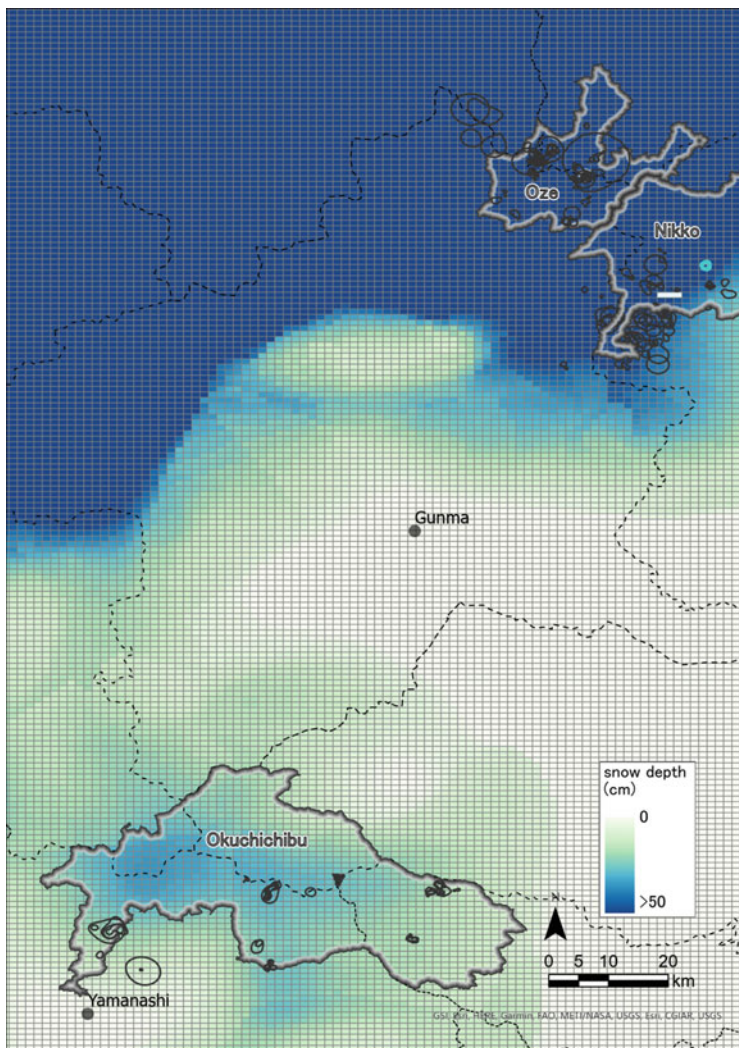 Oze
Nikko
Gunma
snow depth
(cm)
0
>50
Okuchichibu
N
0 5 10 20
km
Yamanashi
GSI, Esri, HERE, Garmin, FAO, METI/NASA, USGS, Esri, CGIAR, USGS